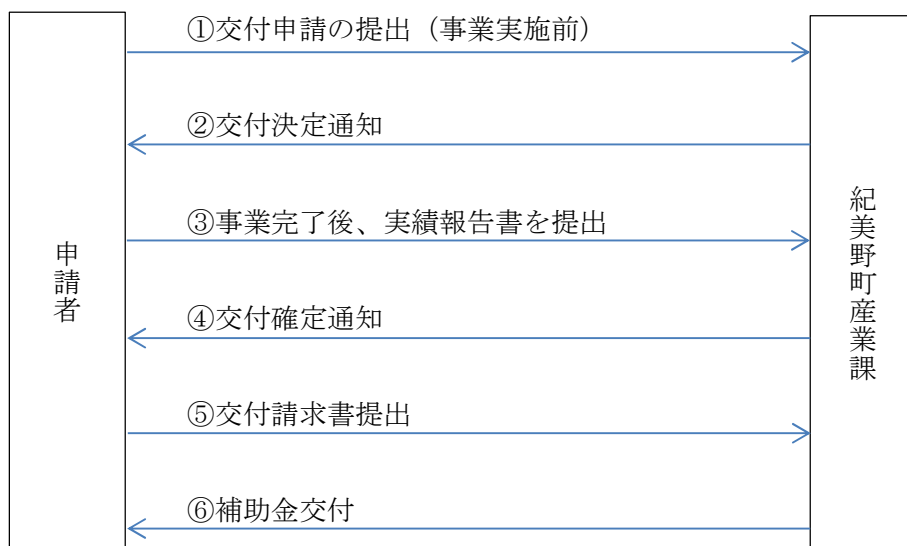 ①交付申請の提出（事業実施前）
②交付決定通知
③事業完了後、実績報告書を提出
④交付確定通知
⑤交付請求書提出
⑥補助金交付
申請者
紀美野町産業課